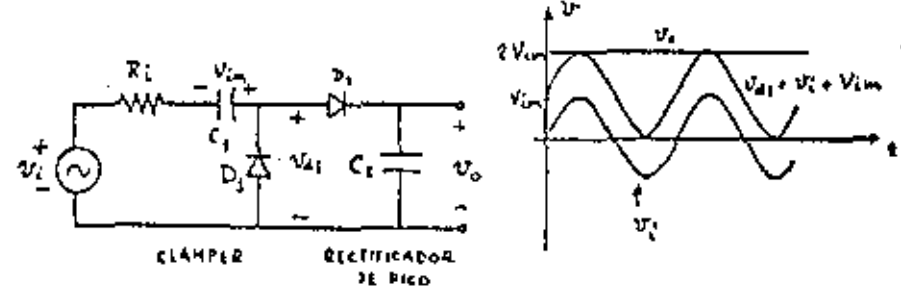 Ri
- Vim +
C1
D1
+
vd1
-
D2
C2
+
vo
-
+
vi
-
CLAMPER
RECTIFICADOR
DE PICO
v
2Vim
vo
Vim
vd1 = vi + Vim
t
vi